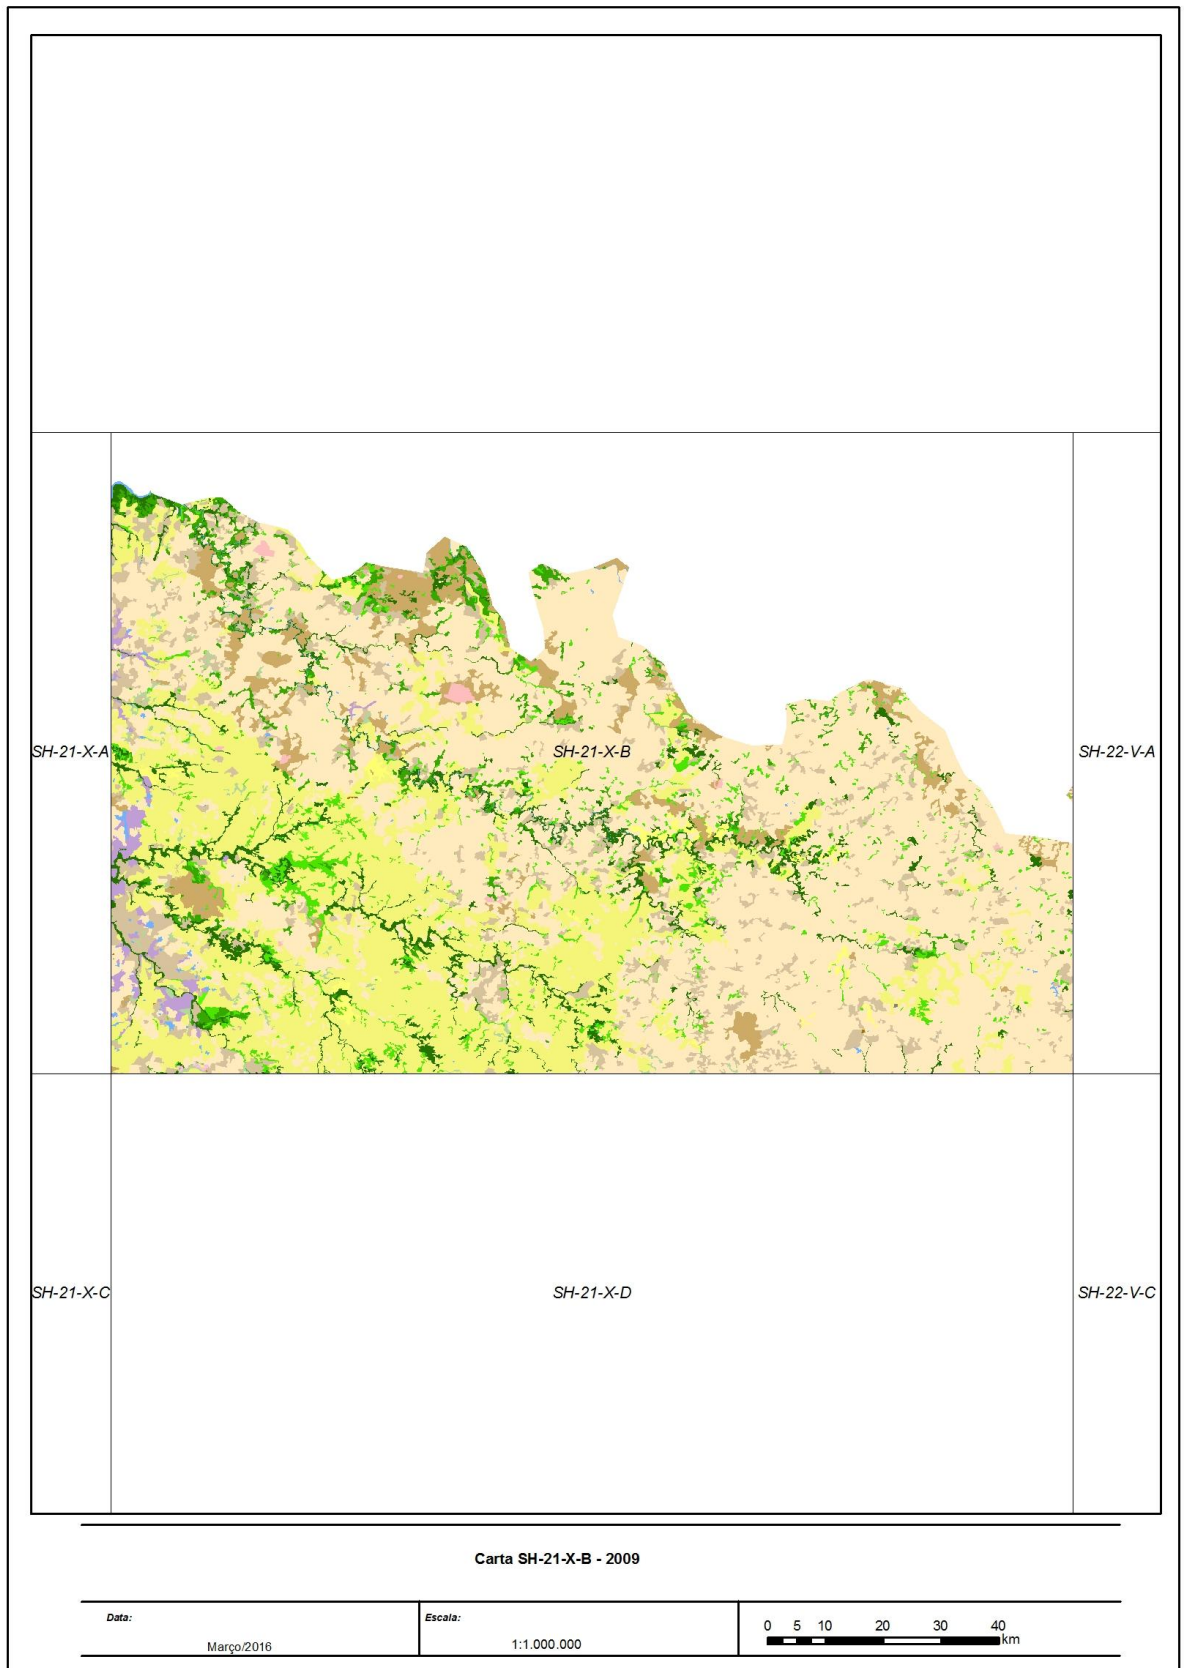 SH-21-X-A
SH-21-X-B
SH-22-V-A
SH-21-X-C
SH-21-X-D
SH-22-V-C
Carta SH-21-X-B - 2009
Data:
Março/2016
Escala:
1:1.000.000
0 5 10 20 30 40
km